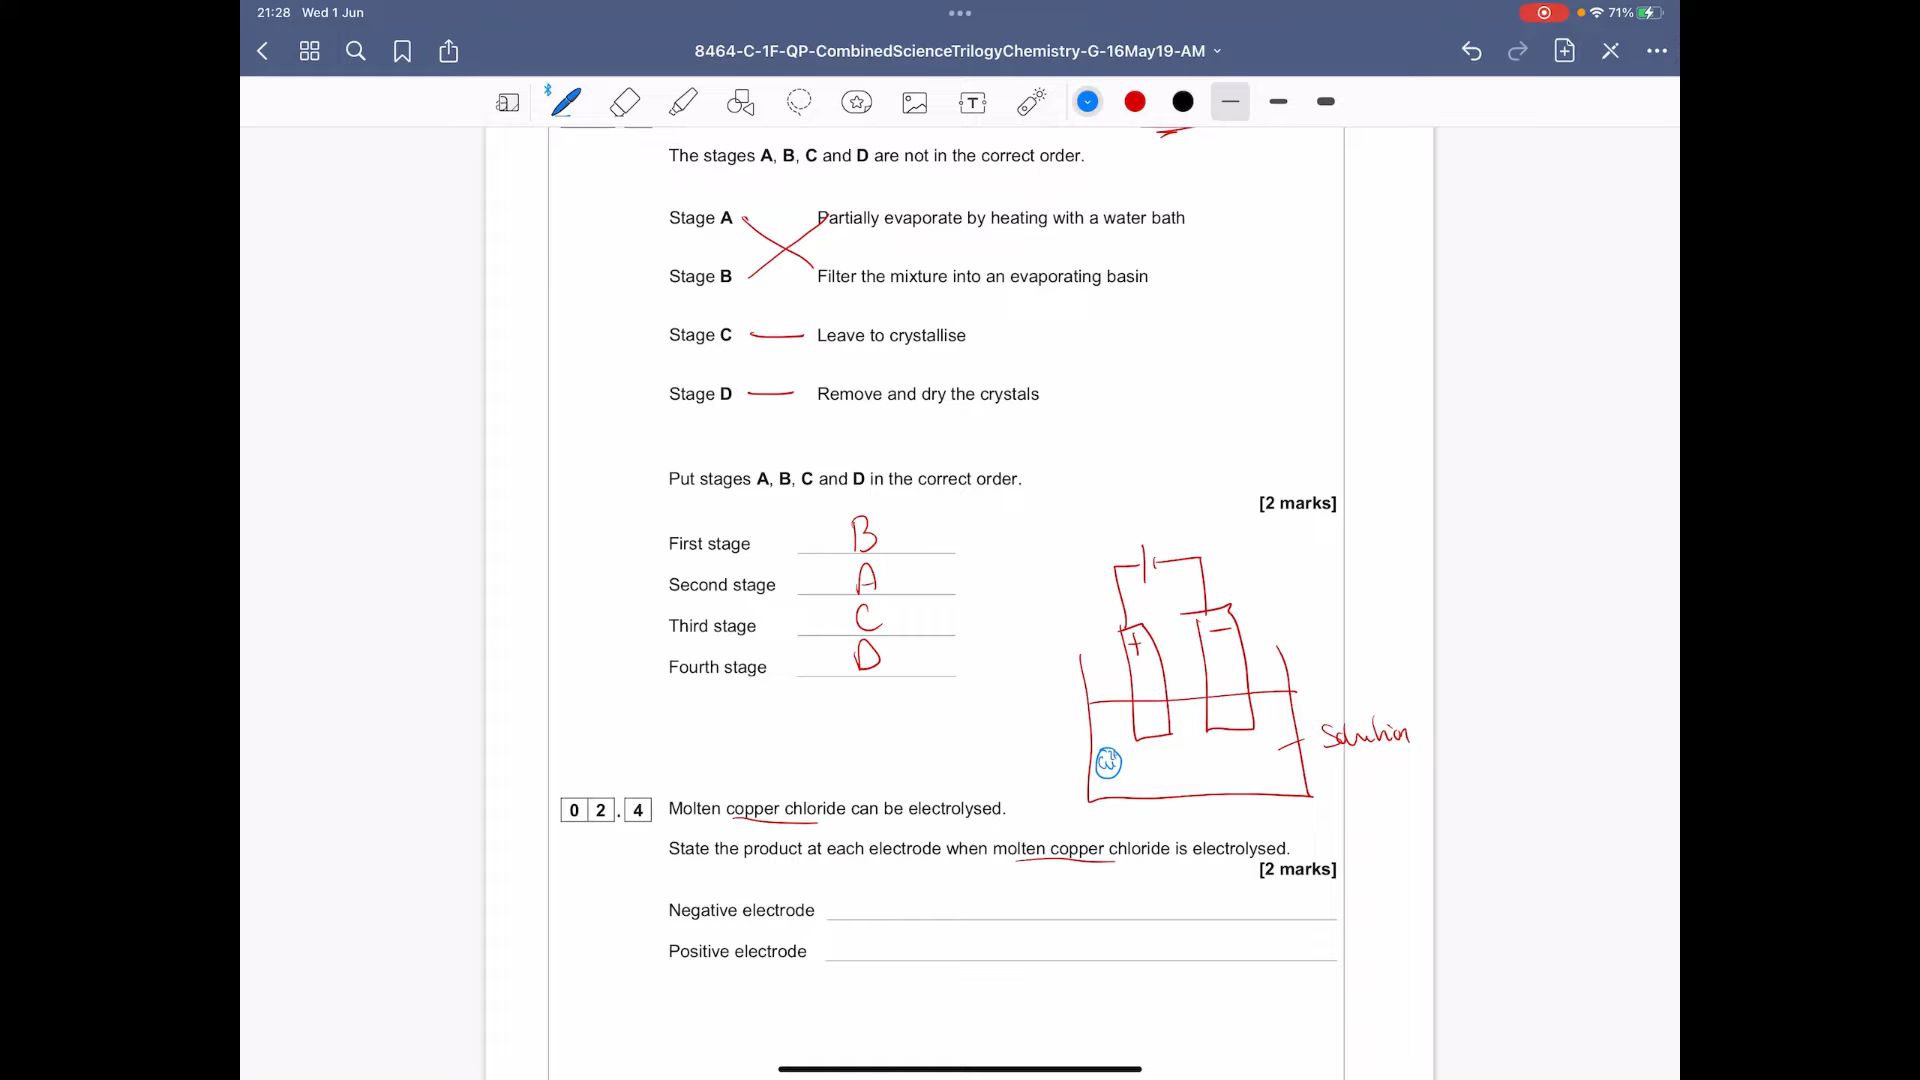 21:28 Wed 1 Jun
71%
8464-C-1F-QP-CombinedScienceTrilogyChemistry-G-16May19-AM
T
The stages A, B, C and D are not in the correct order.
Stage A Partially evaporate by heating with a water bath
Stage B Filter the mixture into an evaporating basin
Stage C Leave to crystallise
Stage D Remove and dry the crystals
Put stages A, B, C and D in the correct order.
[2 marks]
First stage B
Second stage A
Third stage C
Fourth stage D
+ −
Solution
Cu2+
02.4 Molten copper chloride can be electrolysed.
State the product at each electrode when molten copper chloride is electrolysed.
[2 marks]
Negative electrode
Positive electrode